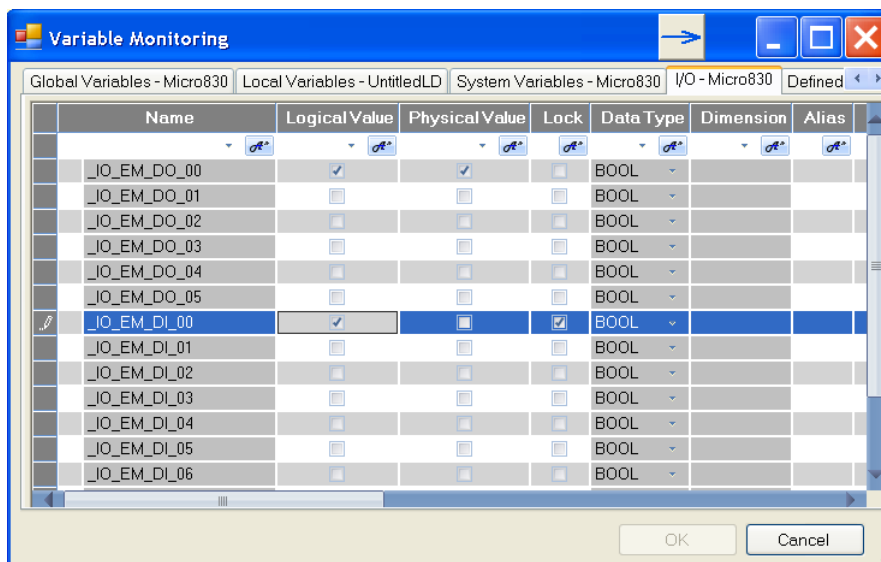 Variable Monitoring
Global Variables - Micro830 Local Variables - UntitledLD System Variables - Micro830 I/O - Micro830 Defined
Name Logical Value Physical Value Lock Data Type Dimension Alias
_IO_EM_DO_00 BOOL
_IO_EM_DO_01 BOOL
_IO_EM_DO_02 BOOL
_IO_EM_DO_03 BOOL
_IO_EM_DO_04 BOOL
_IO_EM_DO_05 BOOL
_IO_EM_DI_00 BOOL
_IO_EM_DI_01 BOOL
_IO_EM_DI_02 BOOL
_IO_EM_DI_03 BOOL
_IO_EM_DI_04 BOOL
_IO_EM_DI_05 BOOL
_IO_EM_DI_06 BOOL
OK Cancel